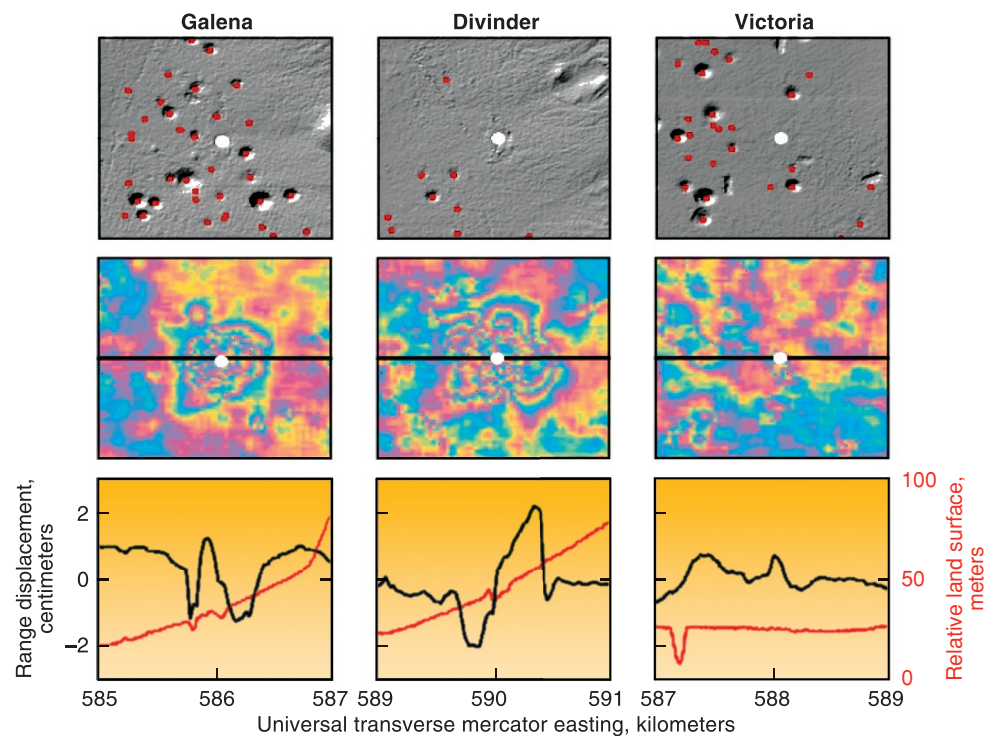 Galena Divinder Victoria
Range displacement,
centimeters
2
0
−2
100
50
0
Relative land surface,
meters
585 586 587 589 590 591 587 588 589
Universal transverse mercator easting, kilometers